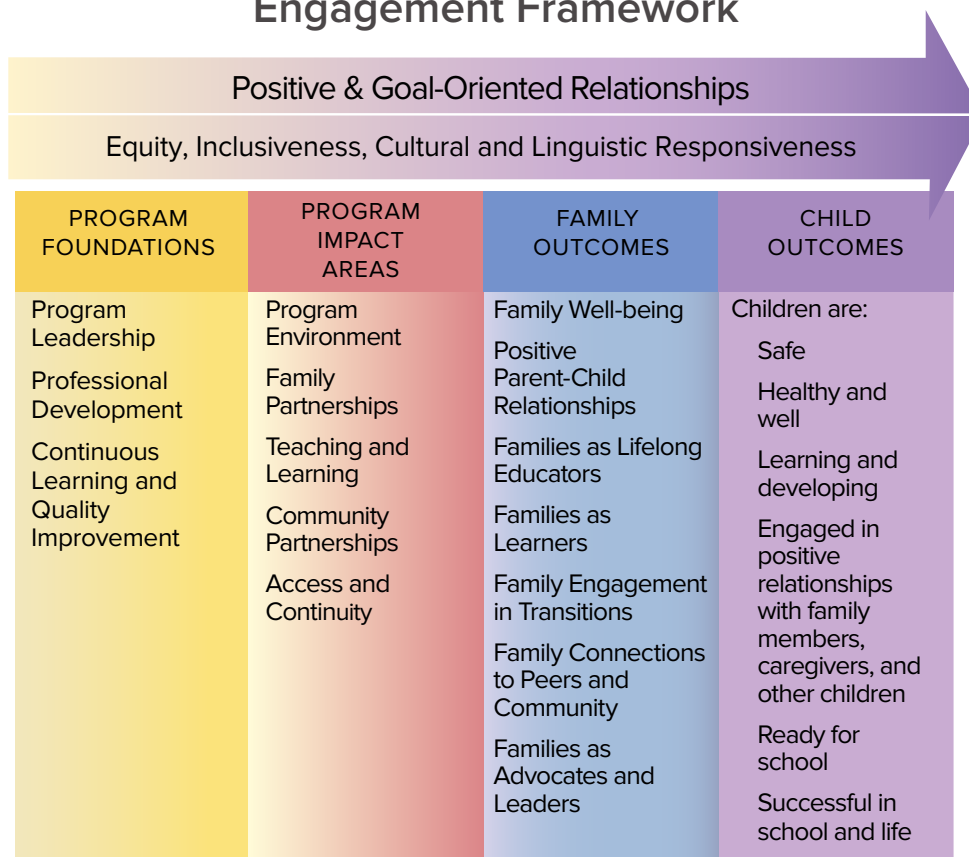 Engagement Framework
Positive & Goal-Oriented Relationships
Equity, Inclusiveness, Cultural and Linguistic Responsiveness
PROGRAM
FOUNDATIONS
Program
Leadership
Professional
Development
Continuous
Learning and
Quality
Improvement
PROGRAM
IMPACT
AREAS
Program
Environment
Family
Partnerships
Teaching and
Learning
Community
Partnerships
Access and
Continuity
FAMILY
OUTCOMES
Family Well-being
Positive
Parent-Child
Relationships
Families as Lifelong
Educators
Families as
Learners
Family Engagement
in Transitions
Family Connections
to Peers and
Community
Families as
Advocates and
Leaders
CHILD
OUTCOMES
Children are:
Safe
Healthy and
well
Learning and
developing
Engaged in
positive
relationships
with family
members,
caregivers, and
other children
Ready for
school
Successful in
school and life